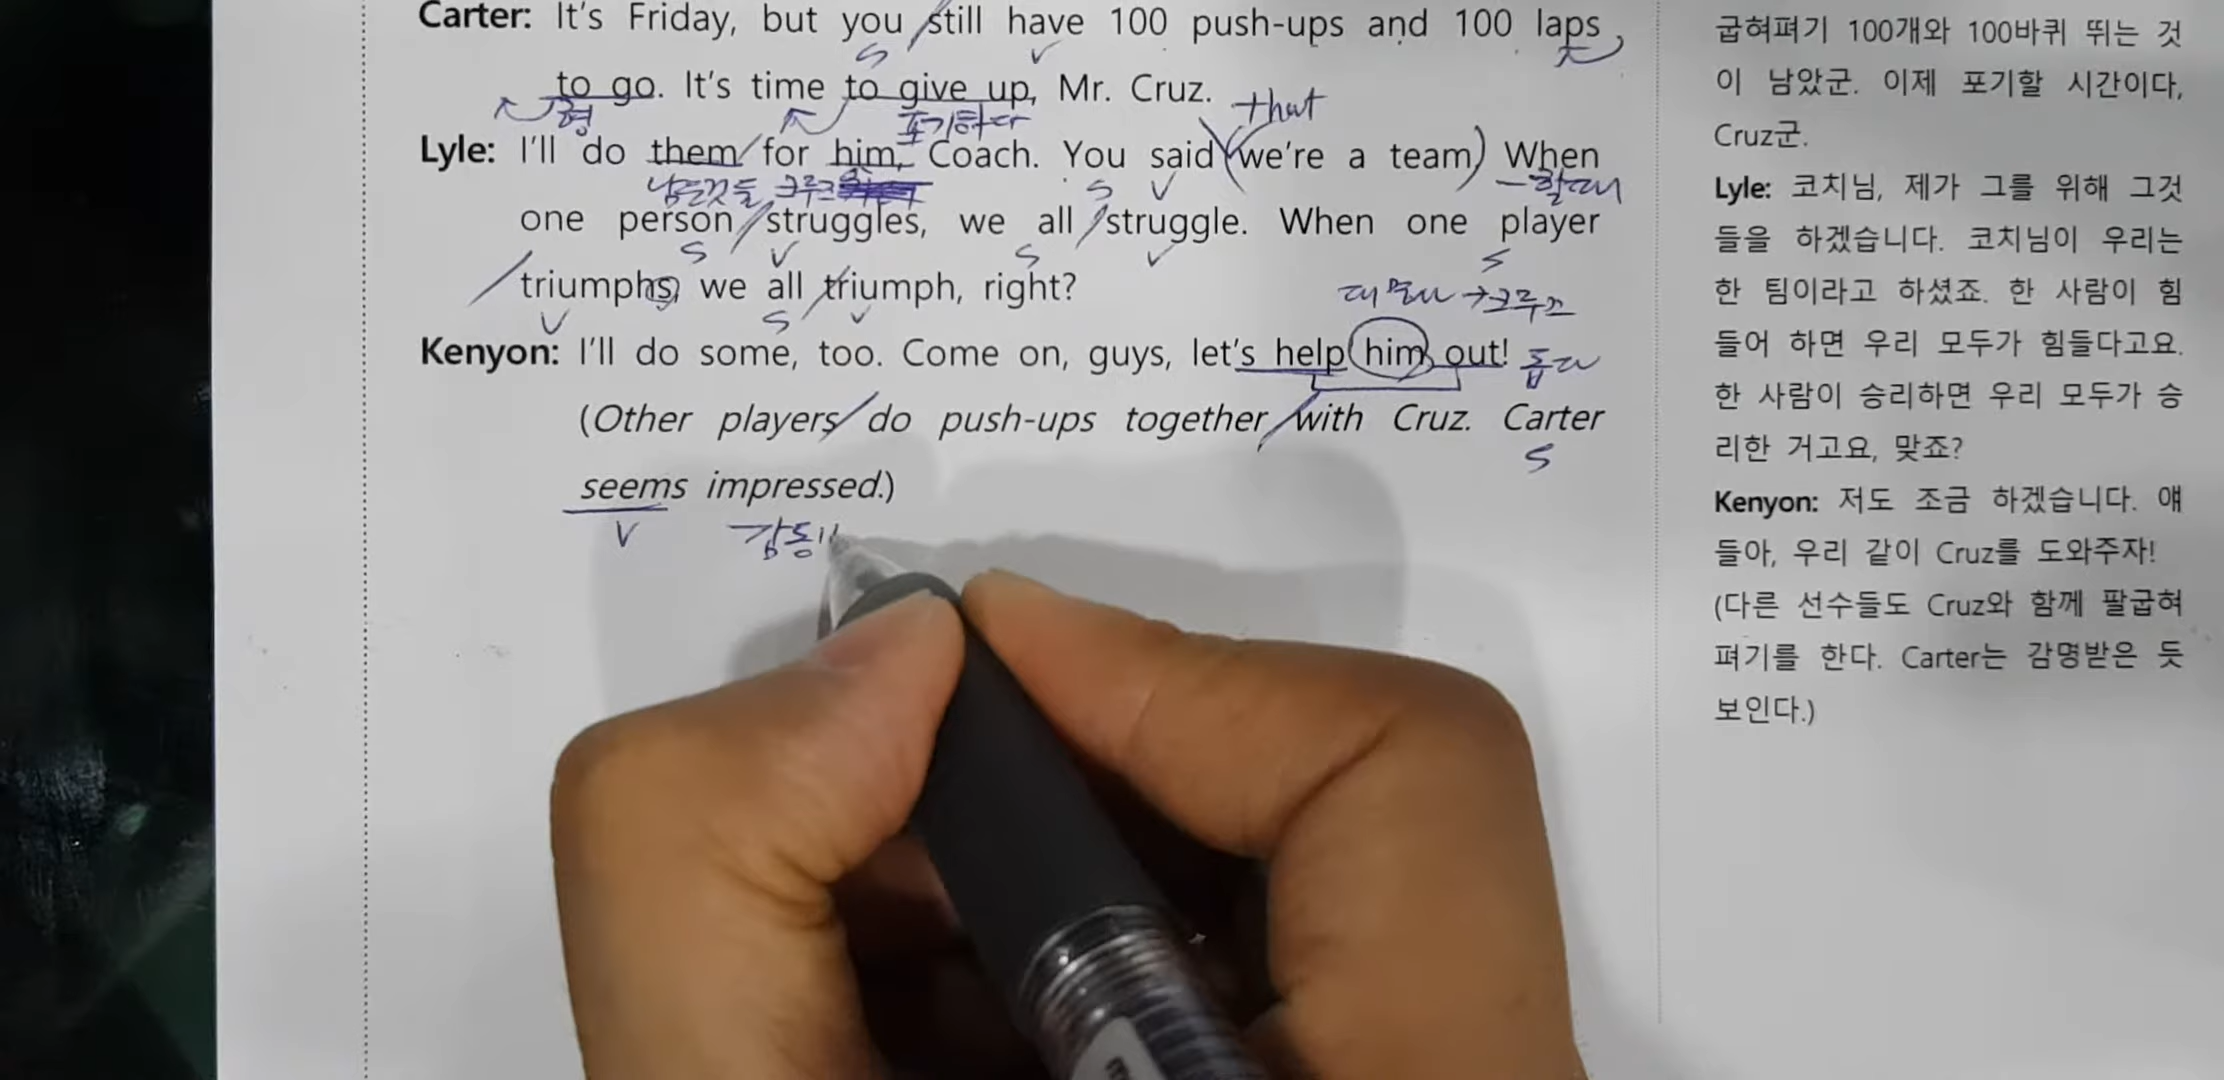 Carter: It's Friday, but you still have 100 push-ups and 100 laps
S V
to go. It's time to give up, Mr. Cruz.
형 포기하다 that
Lyle: I'll do them for him, Coach. You said we're a team) When
남은것들 크루즈 S V ~할때
one person struggles, we all struggle. When one player
S V S V S
triumphs, we all triumph, right?
V S V 대명사→크루즈
Kenyon: I'll do some, too. Come on, guys, let's help him out! 돕다
(Other players do push-ups together with Cruz. Carter
S
seems impressed.)
V 감동
굽혀펴기 100개와 100바퀴 뛰는 것
이 남았군. 이제 포기할 시간이다,
Cruz군.
Lyle: 코치님, 제가 그를 위해 그것
들을 하겠습니다. 코치님이 우리는
한 팀이라고 하셨죠. 한 사람이 힘
들어 하면 우리 모두가 힘들다고요.
한 사람이 승리하면 우리 모두가 승
리한 거고요, 맞죠?
Kenyon: 저도 조금 하겠습니다. 얘
들아, 우리 같이 Cruz를 도와주자!
(다른 선수들도 Cruz와 함께 팔굽혀
펴기를 한다. Carter는 감명받은 듯
보인다.)